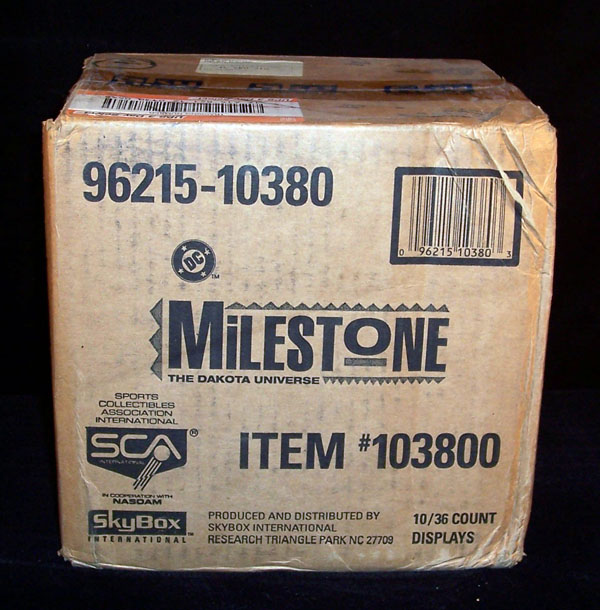 96215-10380
0 96215 10380 3
DC
TM
MiLESTONE
THE DAKOTA UNIVERSE
SPORTS
COLLECTIBLES
ASSOCIATION
INTERNATIONAL
SCA ®
INTERNATIONAL
ITEM #103800
IN COOPERATION WITH
NASDAM
SkyBox
INTERNATIONAL
PRODUCED AND DISTRIBUTED BY
SKYBOX INTERNATIONAL
RESEARCH TRIANGLE PARK NC 27709
10/36 COUNT
DISPLAYS